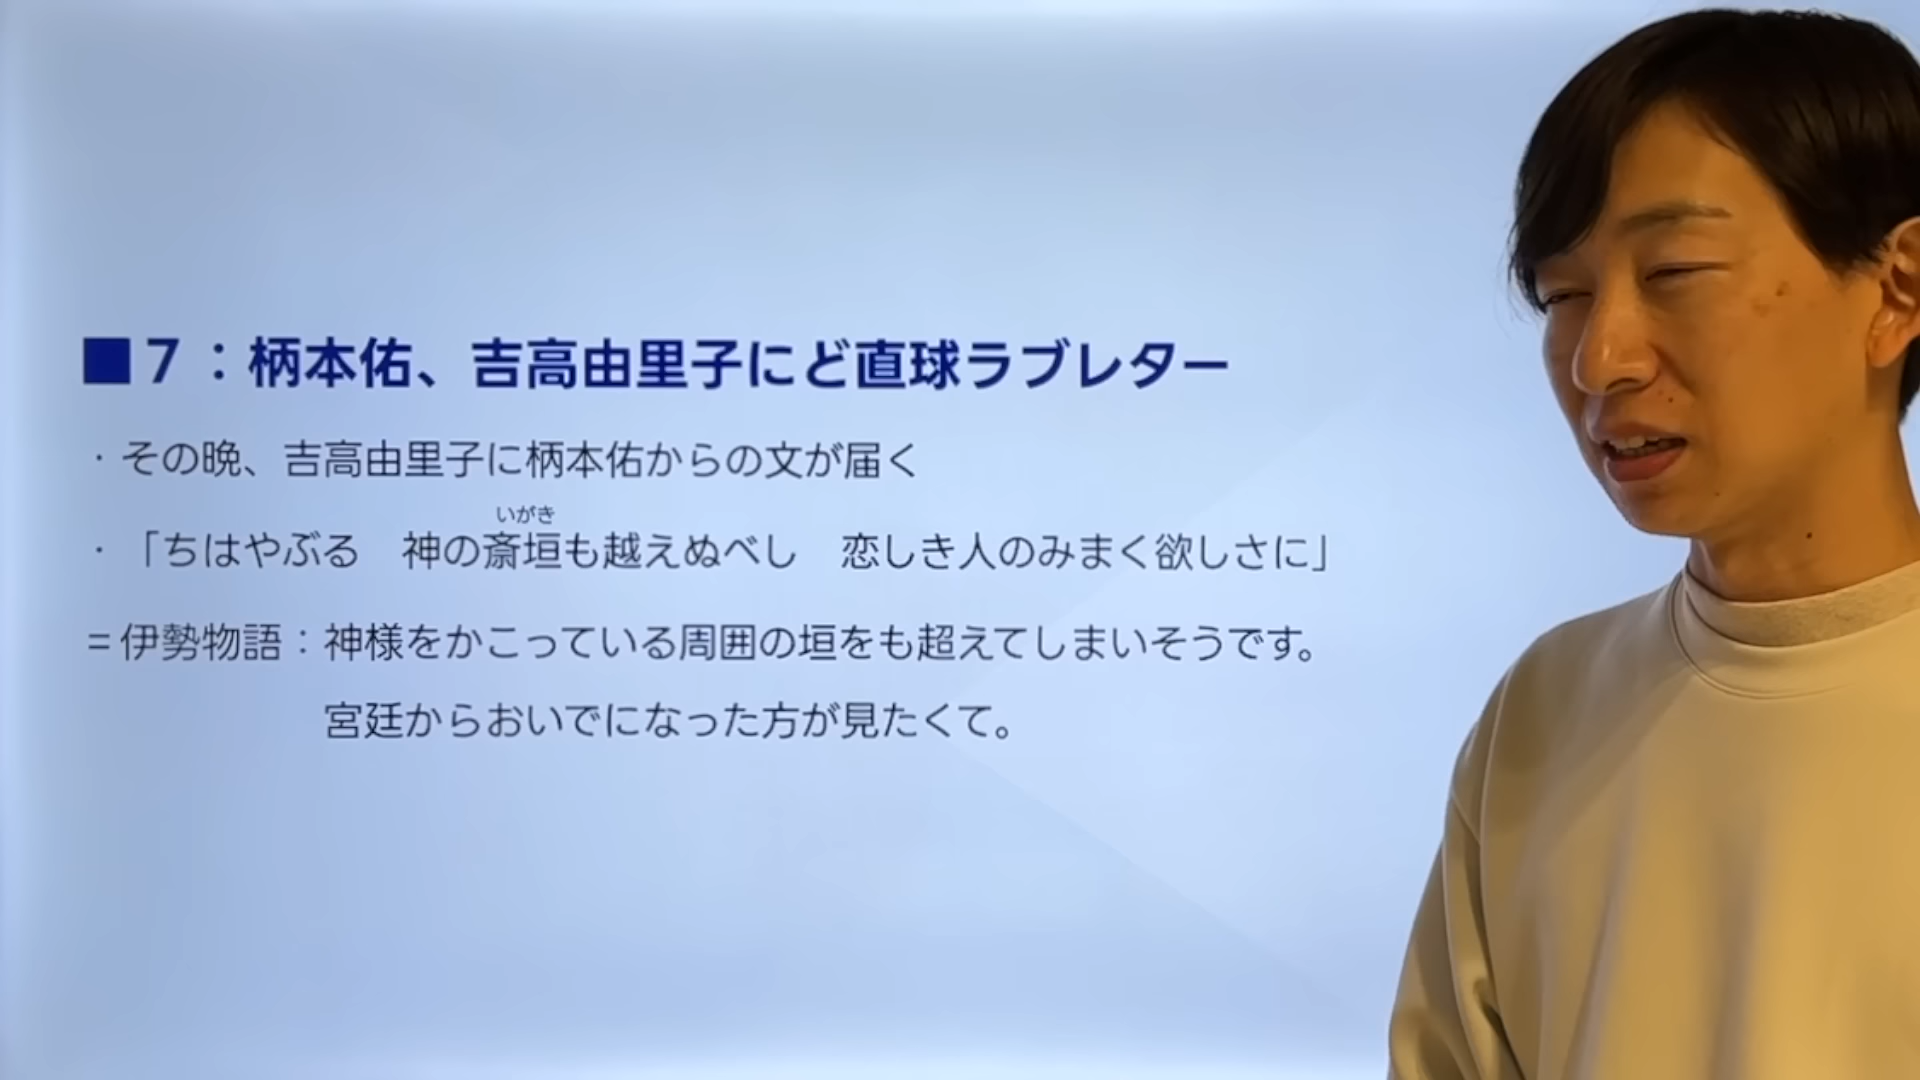 ■7：柄本佑、吉高由里子にど直球ラブレター
・その晩、吉高由里子に柄本佑からの文が届く
いがき
・「ちはやぶる　神の斎垣も越えぬべし　恋しき人のみまく欲しさに」
＝伊勢物語：神様をかこっている周囲の垣をも超えてしまいそうです。
宮廷からおいでになった方が見たくて。